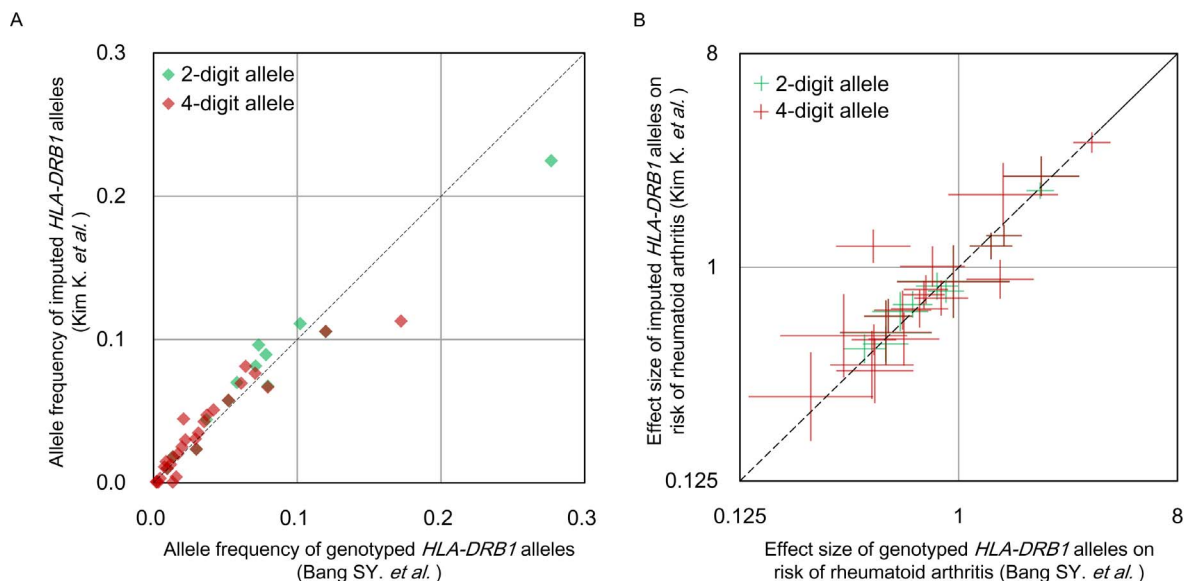 A
Allele frequency of imputed HLA-DRB1 alleles
(Kim K. et al. )
0.3
0.2
0.1
0.0
2-digit allele
4-digit allele
0.0
0.1
0.2
0.3
Allele frequency of genotyped HLA-DRB1 alleles
(Bang SY. et al. )
B
Effect size of imputed HLA-DRB1 alleles on
risk of rheumatoid arthritis (Kim K. et al. )
8
1
0.125
2-digit allele
4-digit allele
0.125
1
8
Effect size of genotyped HLA-DRB1 alleles on
risk of rheumatoid arthritis (Bang SY. et al. )